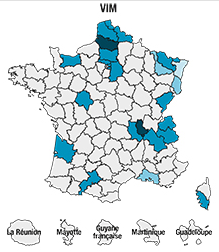 VIM
La Réunion
Mayotte
Guyane
française
Martinique
Guadeloupe